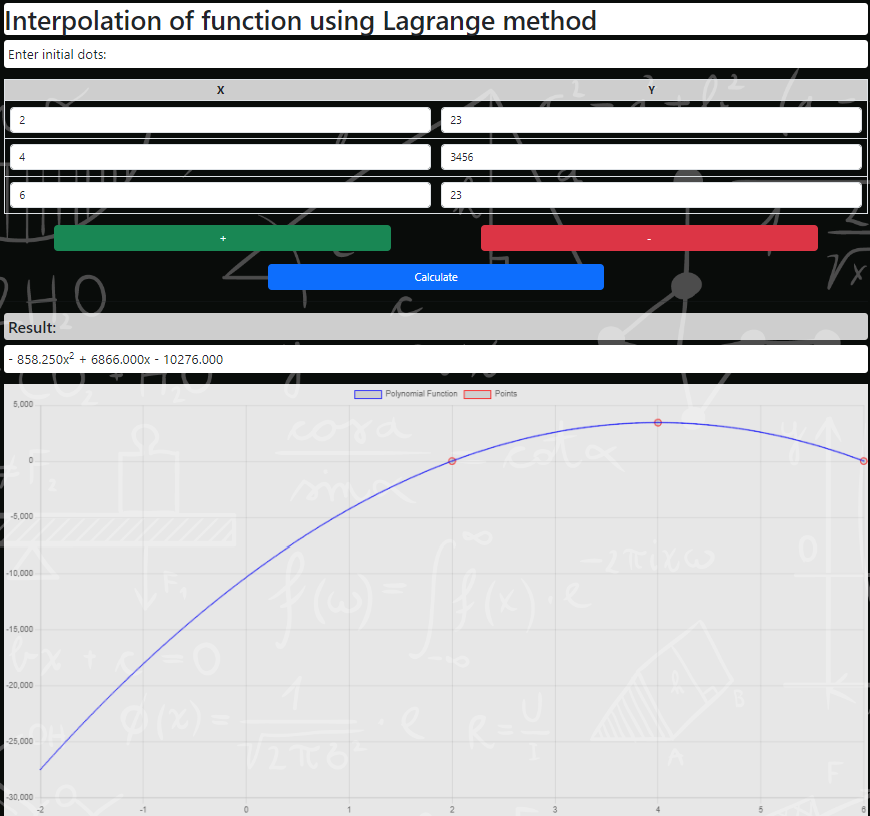 Interpolation of function using Lagrange method
Enter initial dots:
X Y
2 23
4 3456
6 23
+ -
Calculate
Result:
- 858.250x² + 6866.000x - 10276.000
Polynomial Function Points
5,000
0
-5,000
-10,000
-15,000
-20,000
-25,000
-30,000
-2 -1 0 1 2 3 4 5 6